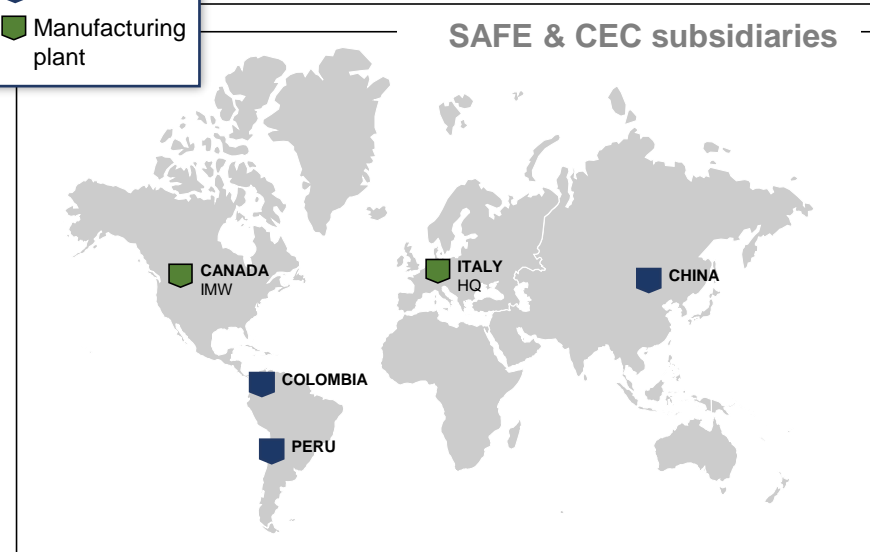 Manufacturing
plant
SAFE & CEC subsidiaries
CANADA
IMW
ITALY
HQ
CHINA
COLOMBIA
PERU